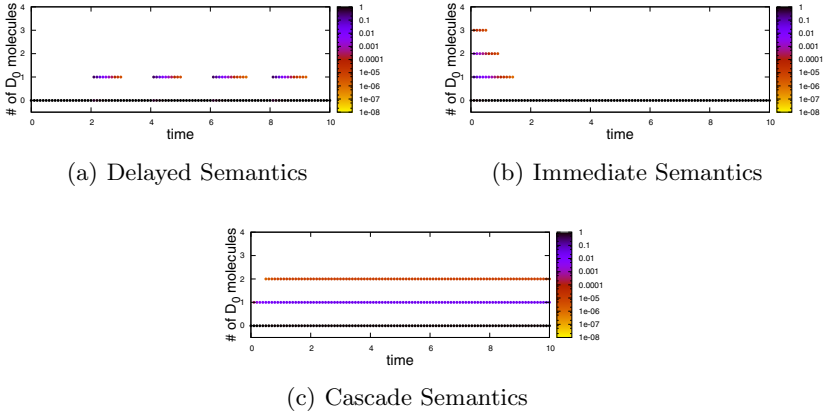 # of D0 molecules
4
3
2
1
0
0 2 4 6 8 10
time
1
0.1
0.01
0.001
0.0001
1e-05
1e-06
1e-07
1e-08
(a) Delayed Semantics
# of D0 molecules
4
3
2
1
0
0 2 4 6 8 10
time
1
0.1
0.01
0.001
0.0001
1e-05
1e-06
1e-07
1e-08
(b) Immediate Semantics
# of D0 molecules
4
3
2
1
0
0 2 4 6 8 10
time
1
0.1
0.01
0.001
0.0001
1e-05
1e-06
1e-07
1e-08
(c) Cascade Semantics